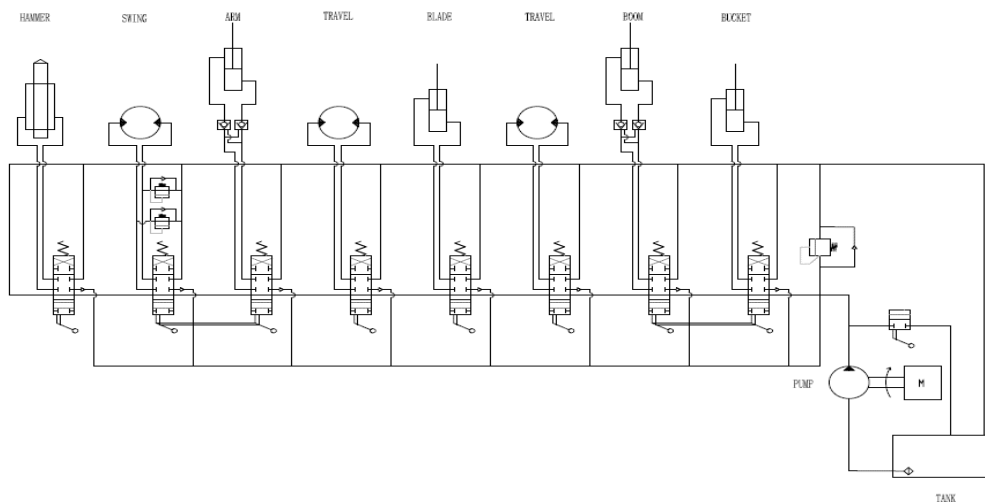 HAMMER
SWING
ARM
TRAVEL
BLADE
TRAVEL
BOOM
BUCKET
M
PUMP
TANK